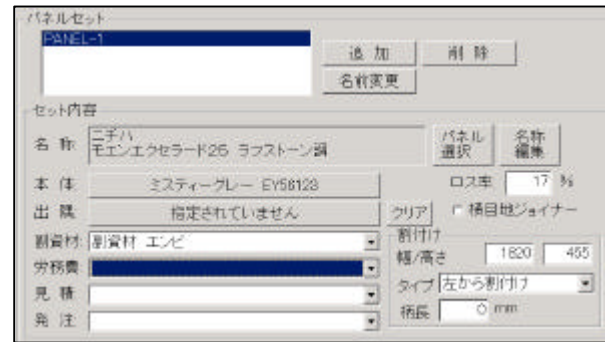 パネルセット
PANEL-1
追 加
削 除
名前変更
セット内容
名 称
ニチハ
モエンエクセラード25 ラフストーン調
パネル
選択
名称
編集
本 体
ミスティーグレー EY56123
ロス率 17 %
出 隅
指定されていません
クリア
横目地ジョイナー
副資材: 副資材 エンビ
労務費
見 積
発 注
割付け
幅/高さ 1820 455
タイプ 左から割付け
柄長 0 mm